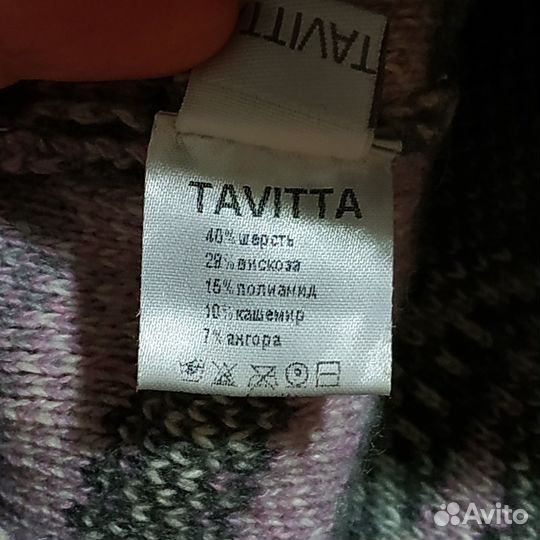 TAVITT
TAVITTA
40% шерсть
28% вискоза
15% полиамид
10% кашемир
7% ангора
Avito